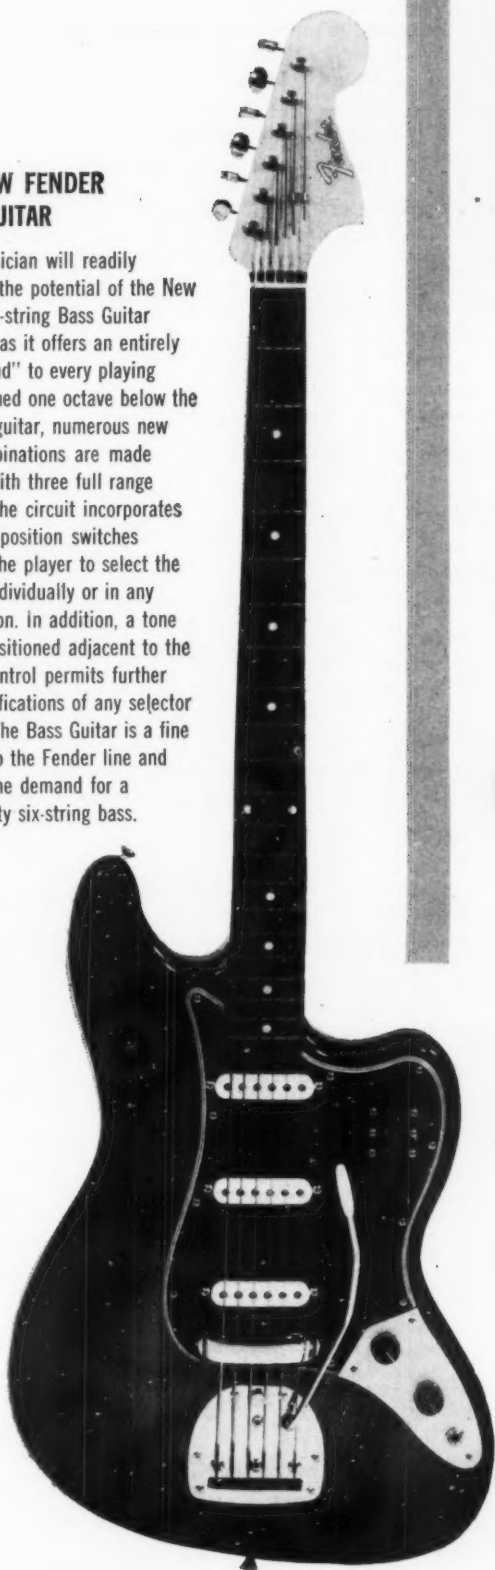 W FENDER
UITAR
ician will readily
the potential of the New
-string Bass Guitar
as it offers an entirely
nd" to every playing
ned one octave below the
guitar, numerous new
binations are made
ith three full range
he circuit incorporates
position switches
he player to select the
dividually or in any
on. In addition, a tone
sitioned adjacent to the
ntrol permits further
ifications of any selector
he Bass Guitar is a fine
o the Fender line and
he demand for a
ty six-string bass.
Fender